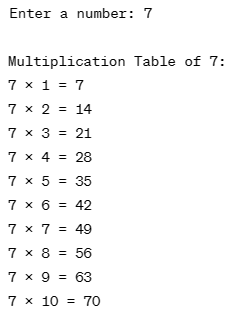 Enter a number: 7
Multiplication Table of 7:
7 × 1 = 7
7 × 2 = 14
7 × 3 = 21
7 × 4 = 28
7 × 5 = 35
7 × 6 = 42
7 × 7 = 49
7 × 8 = 56
7 × 9 = 63
7 × 10 = 70